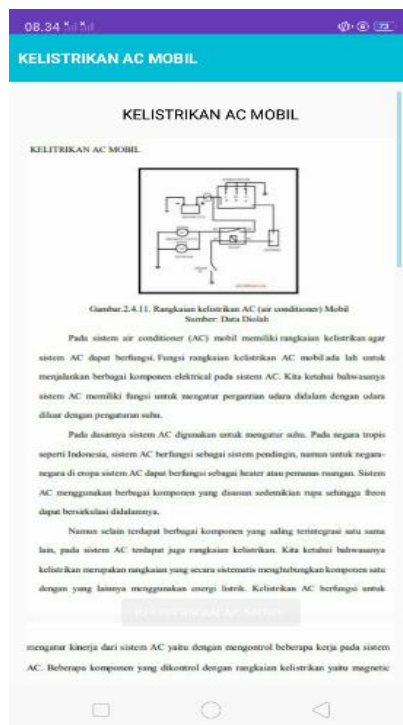 08.34
73
KELISTRIKAN AC MOBIL
KELISTRIKAN AC MOBIL
KELITRIKAN AC MOBIL
Gambar.2.4.11. Rangkaian kelistrikan AC (air conditioner) Mobil
Sumber: Data Diolah
Pada sistem air conditioner (AC) mobil memiliki rangkaian kelistrikan agar
sistem AC dapat berfungsi. Fungsi rangkaian kelistrikan AC mobil ada lah untuk
menjalankan berbagai komponen elektrical pada sistem AC. Kita ketahui bahwasanya
sistem AC memiliki fungsi untuk mengatur pergantian udara didalam dengan udara
diluar dengan pengaturan suhu.
Pada dasarnya sistem AC digunakan untuk mengatur suhu. Pada negara tropis
seperti Indonesia, sistem AC berfungsi sebagai sistem pendingin, namun untuk negara-
negara di eropa sistem AC dapat berfungsi sebagai heater atau pemanas ruangan. Sistem
AC menggunakan berbagai komponen yang disusun sedemikian rupa sehingga freon
dapat bersirkulasi didalamnya.
Namun selain terdapat berbagai komponen yang saling terintegrasi satu sama
lain, pada sistem AC terdapat juga rangkaian kelistrikan. Kita ketahui bahwasanya
kelistrikan merupakan rangkaian yang secara sistematis menghubungkan komponen satu
dengan yang lainnya menggunakan energi listrik. Kelistrikan AC berfungsi untuk
KELISTRIKAN AC MOBIL
mengatur kinerja dari sistem AC yaitu dengan mengontrol beberapa kerja pada sistem
AC. Beberapa komponen yang dikontrol dengan rangkaian kelistrikan yaitu magnetic